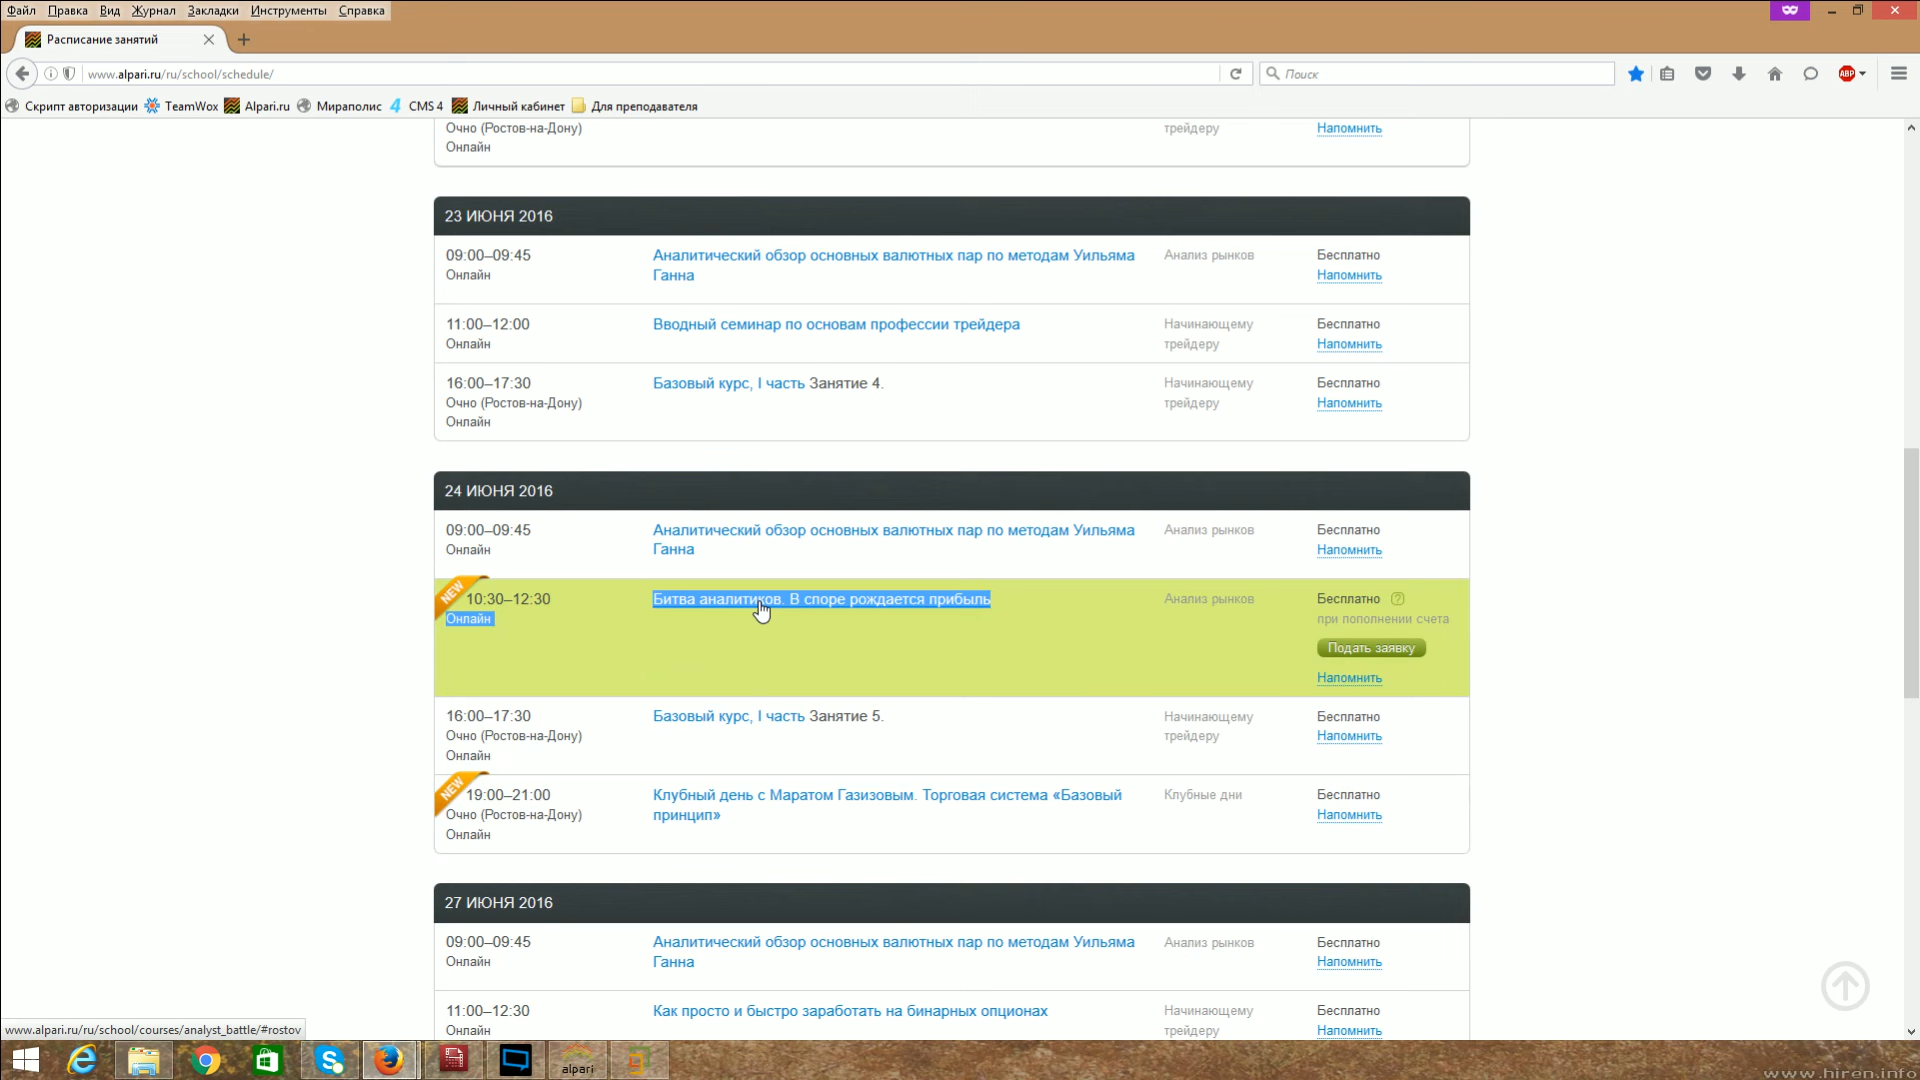 Файл Правка Вид Журнал Закладки Инструменты Справка
Расписание занятий
www.alpari.ru/ru/school/schedule/
Поиск
ABP
Скрипт авторизации TeamWox Alpari.ru Мираполис CMS 4 Личный кабинет Для преподавателя
Очно (Ростов-на-Дону) трейдеру Напомнить
Онлайн
23 ИЮНЯ 2016
09:00–09:45 Аналитический обзор основных валютных пар по методам Уильяма Анализ рынков Бесплатно
Онлайн Ганна Напомнить
11:00–12:00 Вводный семинар по основам профессии трейдера Начинающему Бесплатно
Онлайн трейдеру Напомнить
16:00–17:30 Базовый курс, I часть Занятие 4. Начинающему Бесплатно
Очно (Ростов-на-Дону) трейдеру Напомнить
Онлайн
24 ИЮНЯ 2016
09:00–09:45 Аналитический обзор основных валютных пар по методам Уильяма Анализ рынков Бесплатно
Онлайн Ганна Напомнить
NEW 10:30–12:30 Битва аналитиков. В споре рождается прибыль Анализ рынков Бесплатно ?
Онлайн при пополнении счета
Подать заявку
Напомнить
16:00–17:30 Базовый курс, I часть Занятие 5. Начинающему Бесплатно
Очно (Ростов-на-Дону) трейдеру Напомнить
Онлайн
NEW 19:00–21:00 Клубный день с Маратом Газизовым. Торговая система «Базовый Клубные дни Бесплатно
Очно (Ростов-на-Дону) принцип» Напомнить
Онлайн
27 ИЮНЯ 2016
09:00–09:45 Аналитический обзор основных валютных пар по методам Уильяма Анализ рынков Бесплатно
Онлайн Ганна Напомнить
11:00–12:30 Как просто и быстро заработать на бинарных опционах Начинающему Бесплатно
Онлайн трейдеру Напомнить
www.alpari.ru/ru/school/courses/analyst_battle/#rostov
alpari
www.hiren.info